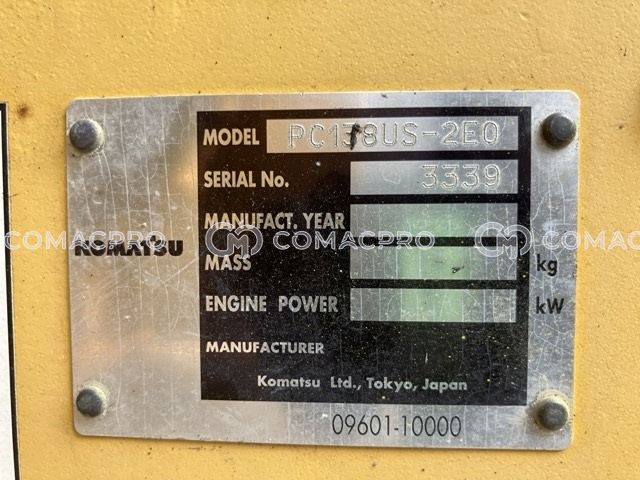 MODEL PC138US-2E0
SERIAL No. 3339
MANUFACT. YEAR
COMACPRO COMACPRO COMACPRO
KOMATSU
MASS kg
ENGINE POWER kW
MANUFACTURER
Komatsu Ltd., Tokyo, Japan
09601-10000